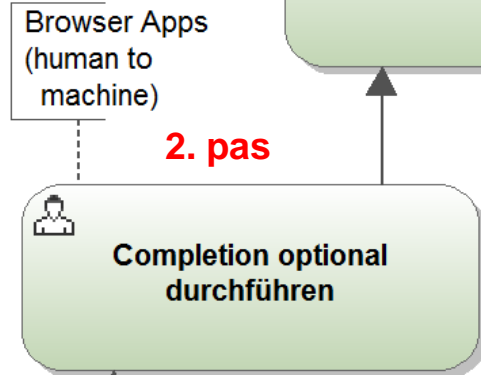 Browser Apps
(human to
machine)
2. pas
Completion optional
durchführen